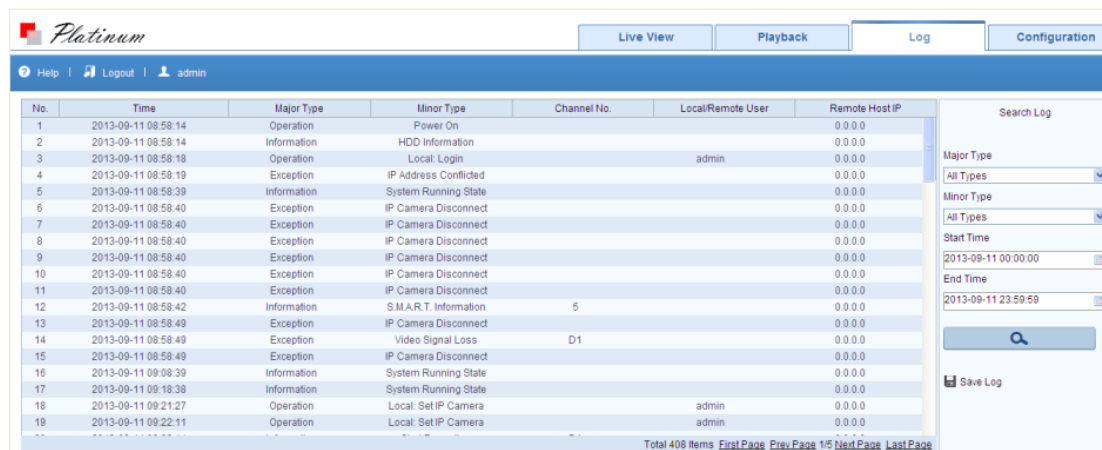 Platinum
Live View Playback Log Configuration
Help | Logout | admin
No. Time Major Type Minor Type Channel No. Local/Remote User Remote Host IP
1 2013-09-11 08:58:14 Operation Power On 0.0.0.0
2 2013-09-11 08:58:14 Information HDD Information 0.0.0.0
3 2013-09-11 08:58:18 Operation Local: Login admin 0.0.0.0
4 2013-09-11 08:58:19 Exception IP Address Conflicted 0.0.0.0
5 2013-09-11 08:58:39 Information System Running State 0.0.0.0
6 2013-09-11 08:58:40 Exception IP Camera Disconnect 0.0.0.0
7 2013-09-11 08:58:40 Exception IP Camera Disconnect 0.0.0.0
8 2013-09-11 08:58:40 Exception IP Camera Disconnect 0.0.0.0
9 2013-09-11 08:58:40 Exception IP Camera Disconnect 0.0.0.0
10 2013-09-11 08:58:40 Exception IP Camera Disconnect 0.0.0.0
11 2013-09-11 08:58:40 Exception IP Camera Disconnect 0.0.0.0
12 2013-09-11 08:58:42 Information S.M.A.R.T. Information 5 0.0.0.0
13 2013-09-11 08:58:49 Exception IP Camera Disconnect 0.0.0.0
14 2013-09-11 08:58:49 Exception Video Signal Loss D1 0.0.0.0
15 2013-09-11 08:58:49 Exception IP Camera Disconnect 0.0.0.0
16 2013-09-11 09:08:39 Information System Running State 0.0.0.0
17 2013-09-11 09:18:38 Information System Running State 0.0.0.0
18 2013-09-11 09:21:27 Operation Local: Set IP Camera admin 0.0.0.0
19 2013-09-11 09:22:11 Operation Local: Set IP Camera admin 0.0.0.0
Total 408 Items First Page Prev Page 1/5 Next Page Last Page
Search Log
Major Type
All Types
Minor Type
All Types
Start Time
2013-09-11 00:00:00
End Time
2013-09-11 23:59:59
Save Log